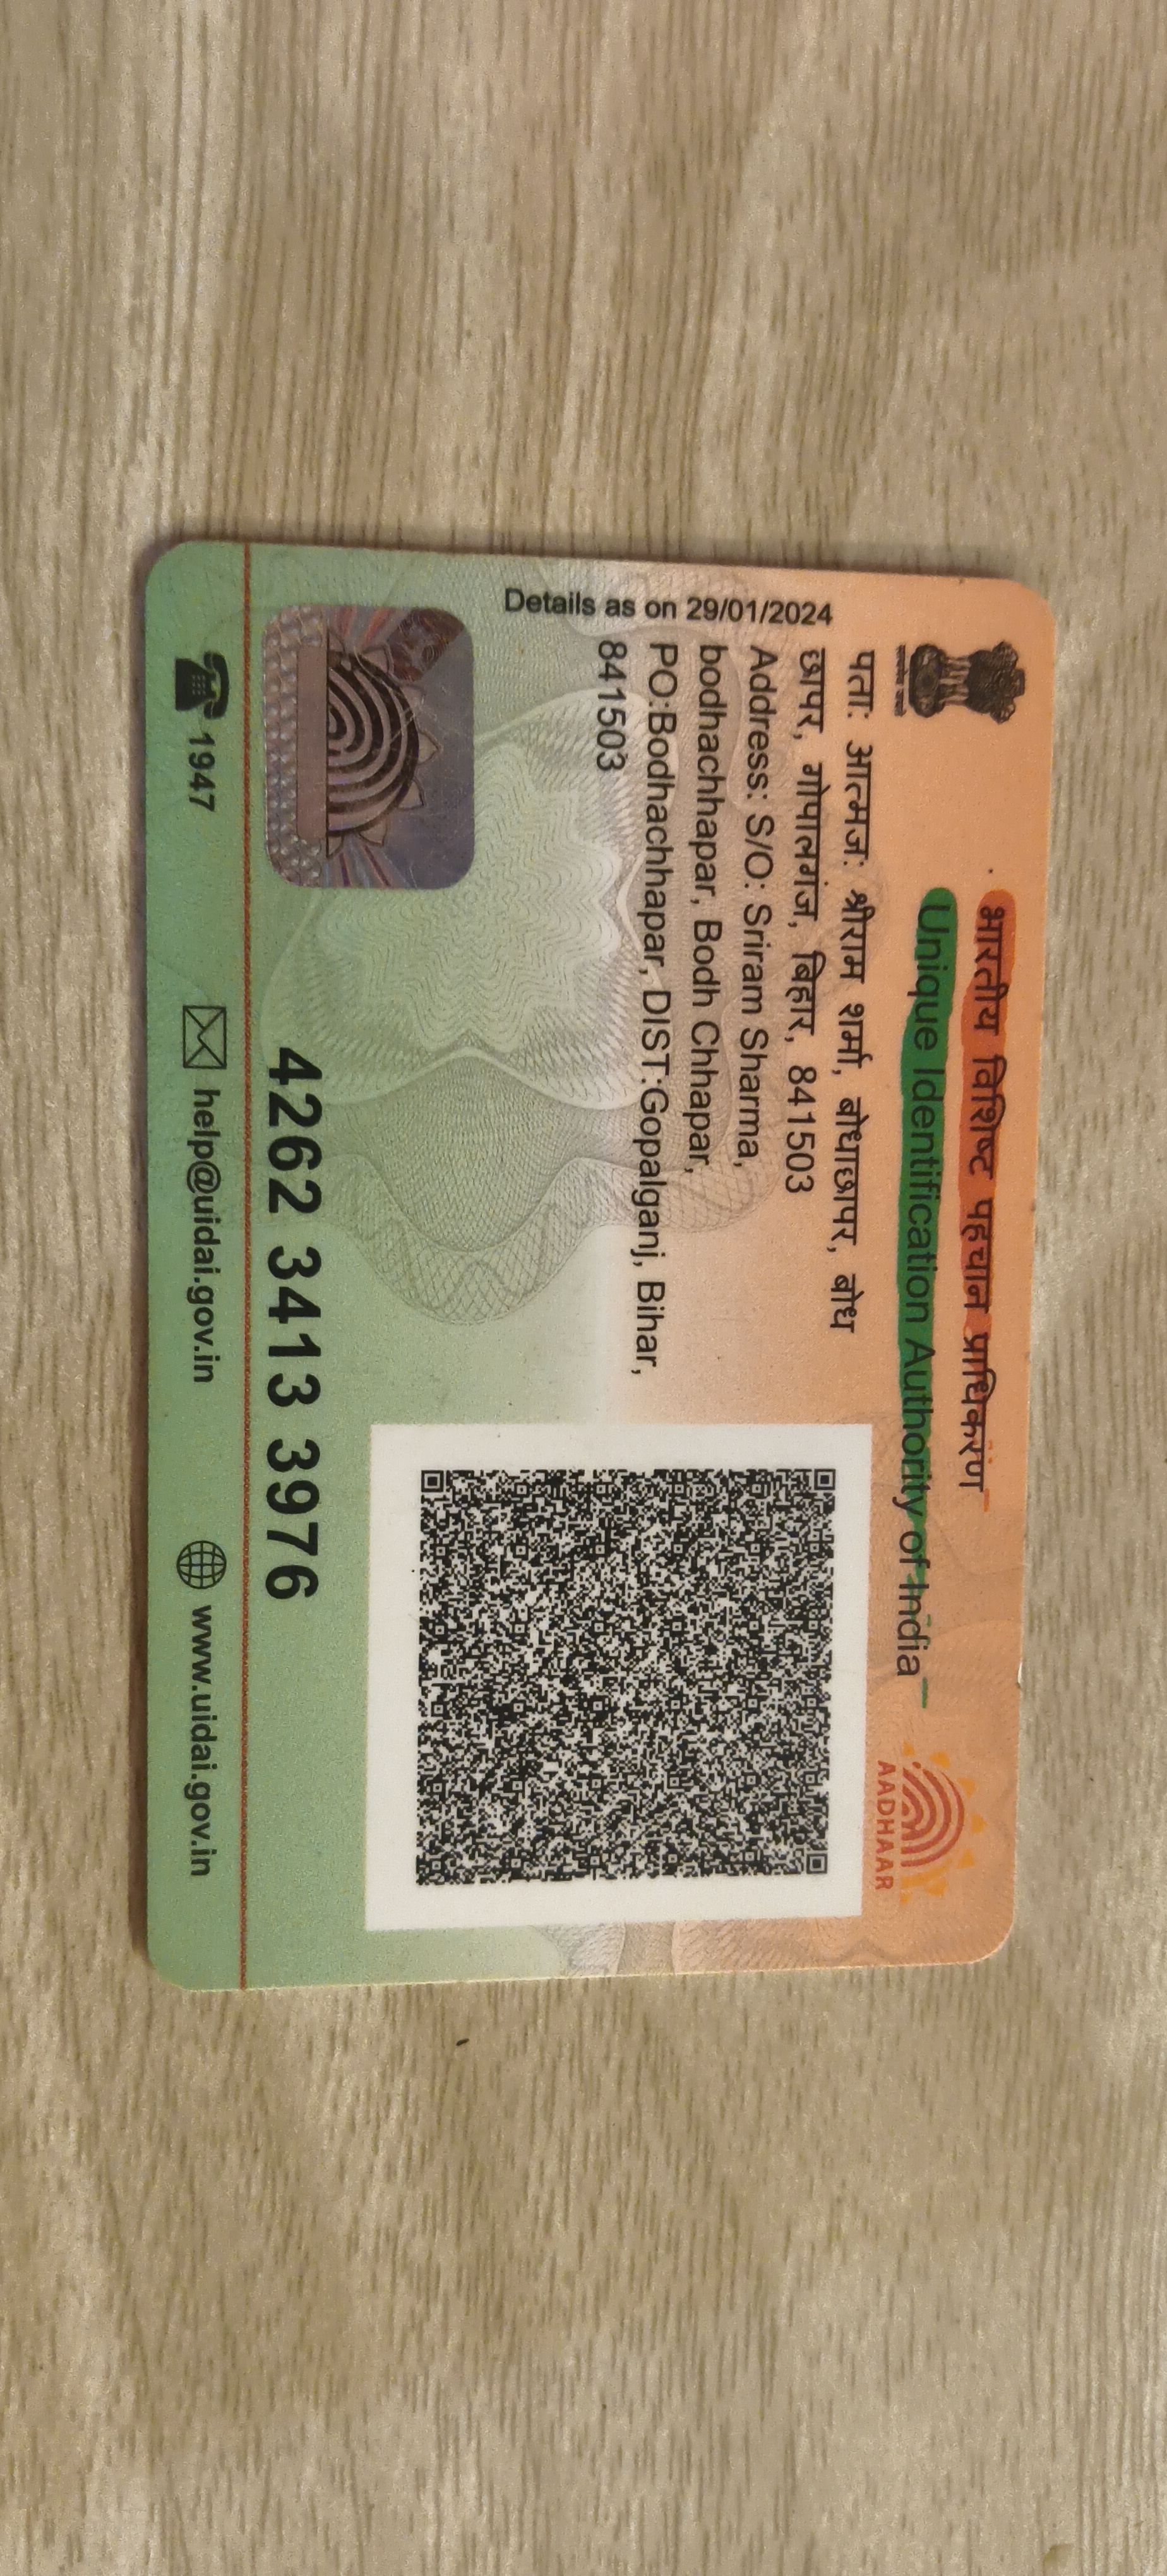 भारतीय विशिष्ट पहचान प्राधिकरण
Unique Identification Authority of India
AADHAAR
Details as on 29/01/2024
पता: आत्मज: श्रीराम शर्मा, बोधाछापर, बोध
छापर, गोपालगंज, बिहार, 841503
Address: S/O: Sriram Sharma,
bodhachhapar, Bodh Chhapar,
PO:Bodhachhapar, DIST:Gopalganj, Bihar,
841503
4262 3413 3976
1947
help@uidai.gov.in
www.uidai.gov.in